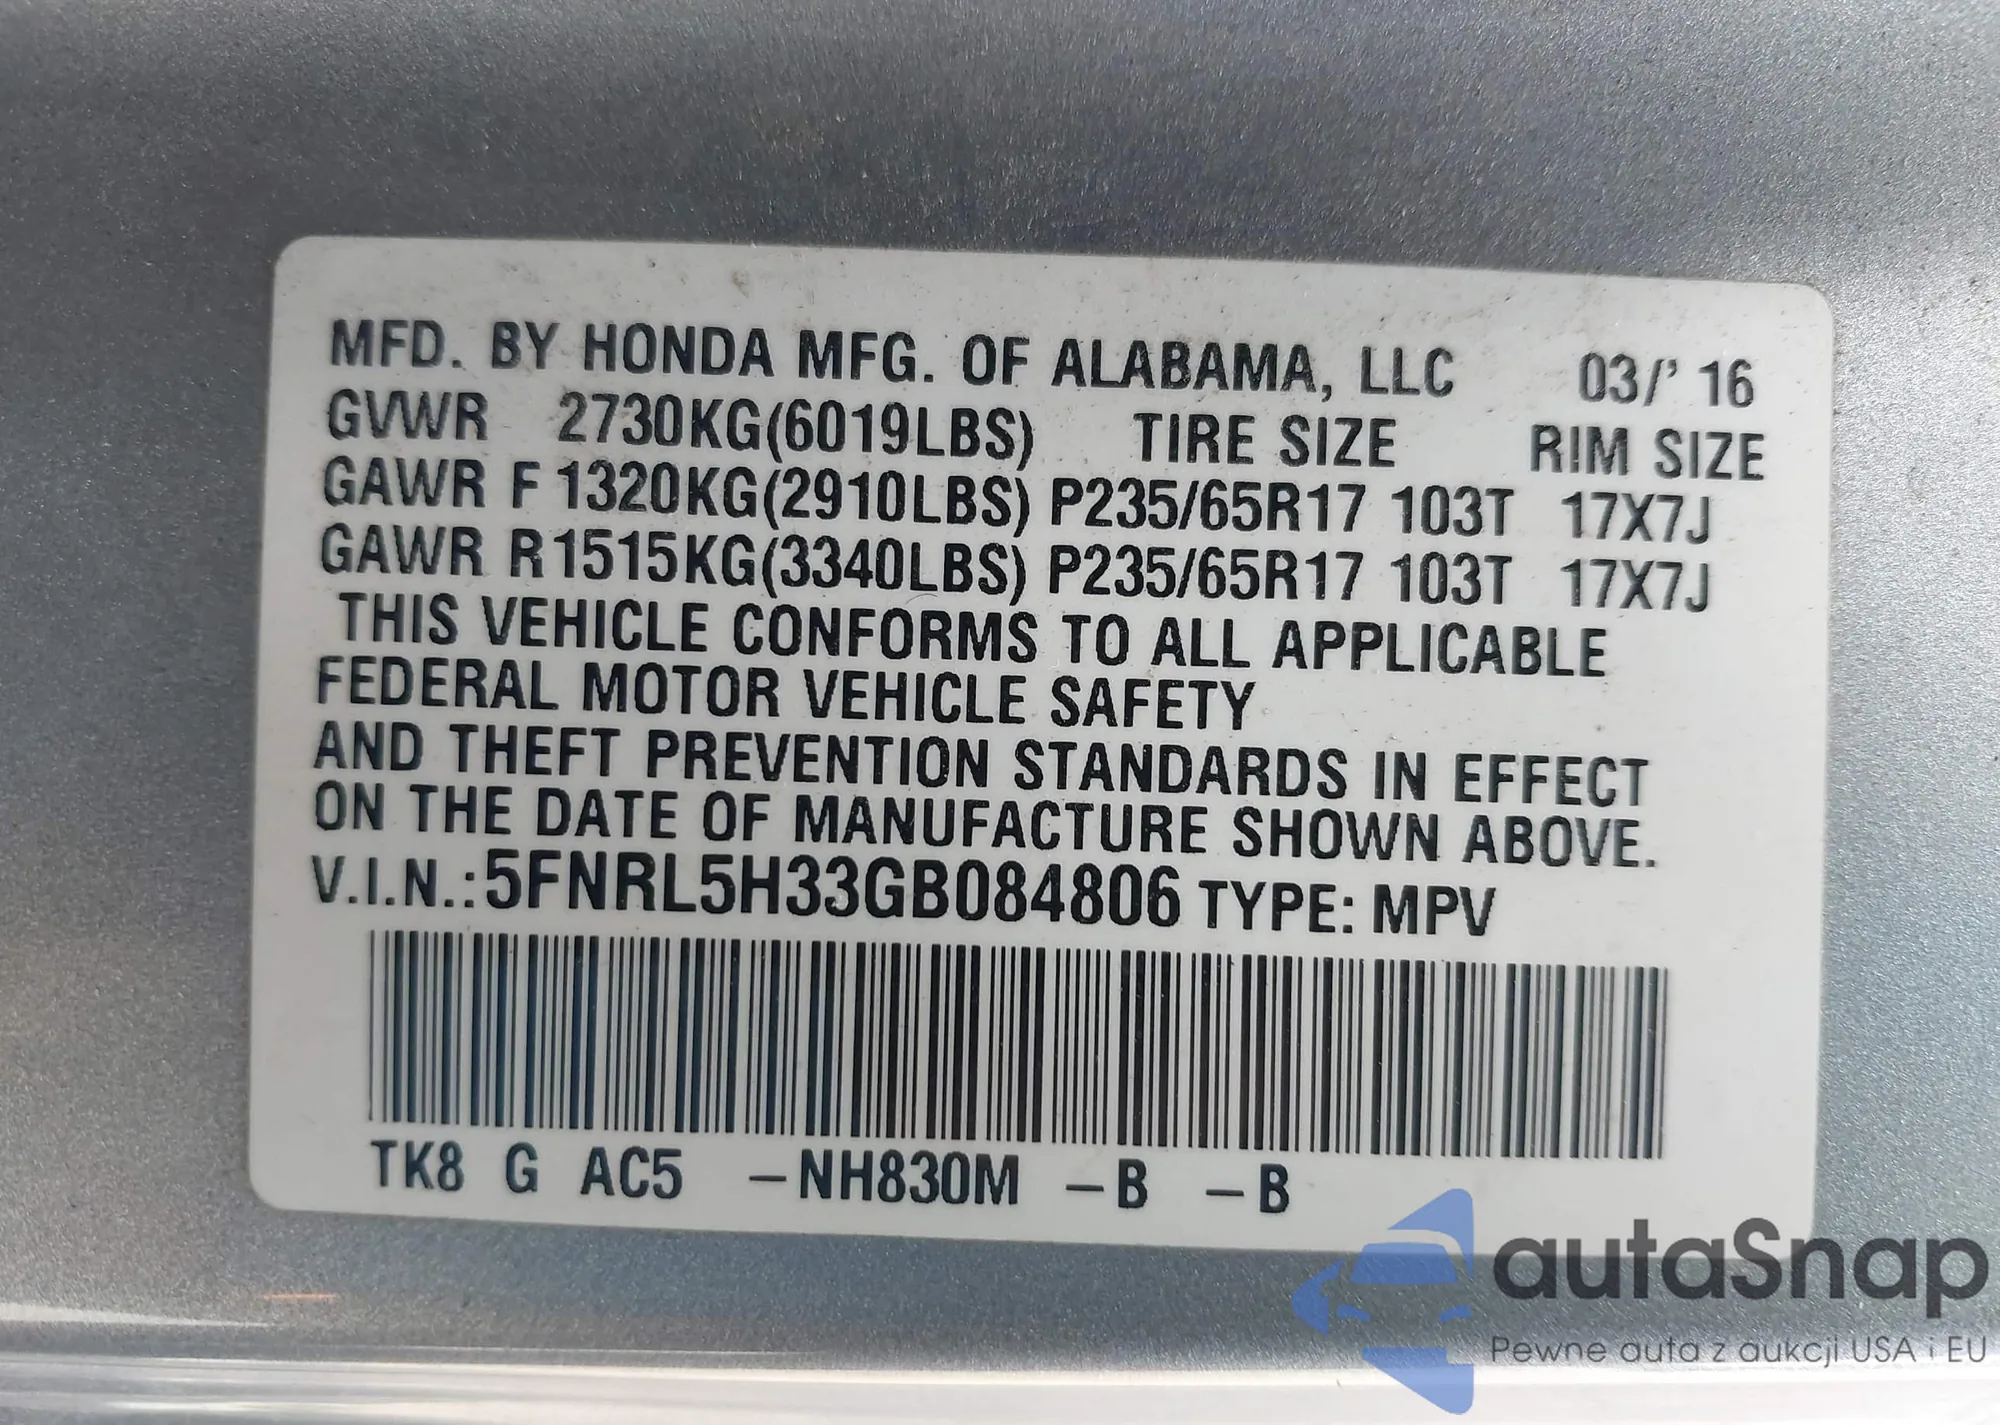 MFD. BY HONDA MFG. OF ALABAMA, LLC 03/' 16
GVWR 2730KG(6019LBS) TIRE SIZE RIM SIZE
GAWR F 1320KG(2910LBS) P235/65R17 103T 17X7J
GAWR R1515KG(3340LBS) P235/65R17 103T 17X7J
THIS VEHICLE CONFORMS TO ALL APPLICABLE
FEDERAL MOTOR VEHICLE SAFETY
AND THEFT PREVENTION STANDARDS IN EFFECT
ON THE DATE OF MANUFACTURE SHOWN ABOVE.
V.I.N.:5FNRL5H33GB084806 TYPE: MPV
TK8 G AC5 -NH830M -B -B
autaSnap
Pewne auta z aukcji USA i EU